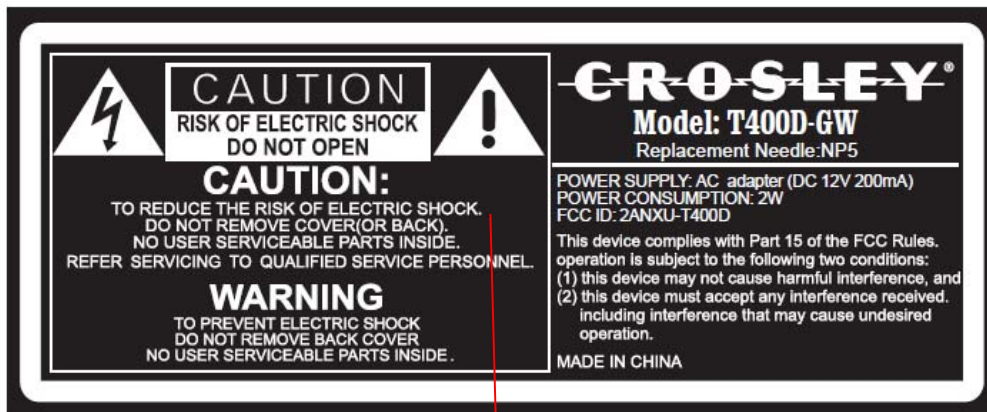 CAUTION
RISK OF ELECTRIC SHOCK
DO NOT OPEN
CAUTION:
TO REDUCE THE RISK OF ELECTRIC SHOCK.
DO NOT REMOVE COVER(OR BACK).
NO USER SERVICEABLE PARTS INSIDE.
REFER SERVICING TO QUALIFIED SERVICE PERSONNEL.
WARNING
TO PREVENT ELECTRIC SHOCK
DO NOT REMOVE BACK COVER
NO USER SERVICEABLE PARTS INSIDE.
CROSLEY®
Model: T400D-GW
Replacement Needle:NP5
POWER SUPPLY: AC adapter (DC 12V 200mA)
POWER CONSUMPTION: 2W
FCC ID: 2ANXU-T400D
This device complies with Part 15 of the FCC Rules.
operation is subject to the following two conditions:
(1) this device may not cause harmful interference, and
(2) this device must accept any interference received.
including interference that may cause undesired
operation.
MADE IN CHINA